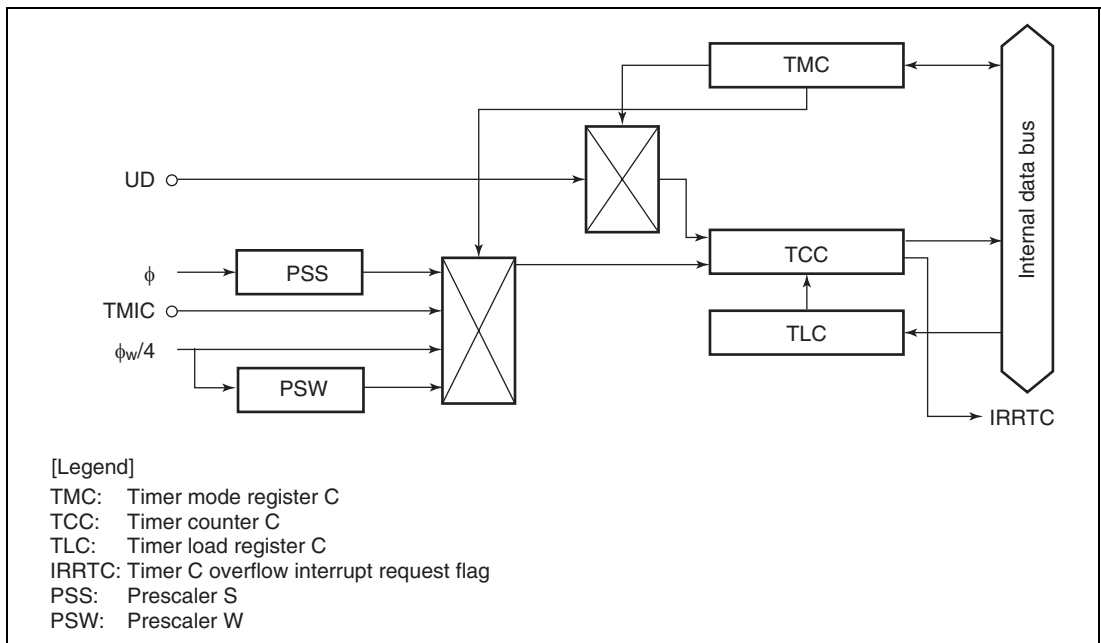 TMC
UD
TCC
φ
PSS
TMIC
TLC
φw/4
PSW
Internal data bus
IRRTC
[Legend]
TMC: Timer mode register C
TCC: Timer counter C
TLC: Timer load register C
IRRTC: Timer C overflow interrupt request flag
PSS: Prescaler S
PSW: Prescaler W